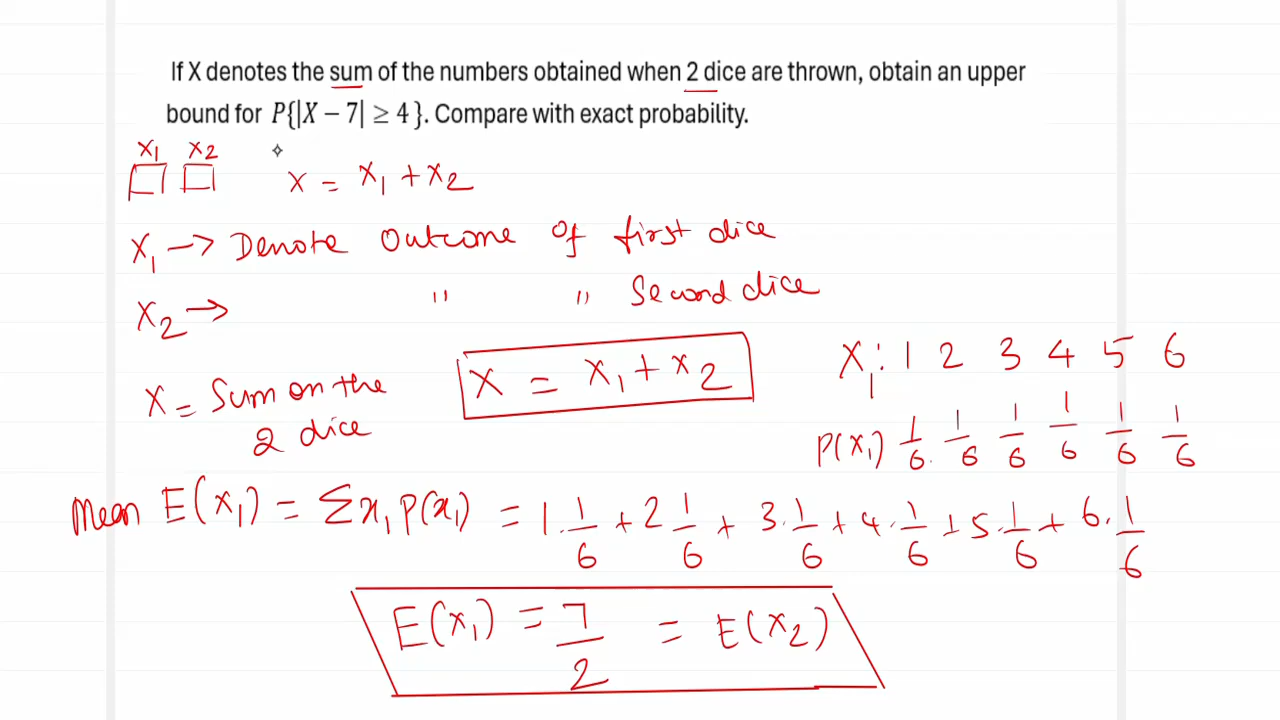 If X denotes the sum of the numbers obtained when 2 dice are thrown, obtain an upper
bound for P{|X − 7| ≥ 4}. Compare with exact probability.
X₁ X₂
X = X₁ + X₂
X₁ → Denote Outcome of first dice
X₂ → " " Second dice
X = Sum on the
2 dice
X = X₁ + X₂
X₁: 1 2 3 4 5 6
P(X₁) 1/6 1/6 1/6 1/6 1/6 1/6
Mean E(X₁) = Σx₁ P(x₁) = 1·1/6 + 2 1/6 + 3·1/6 + 4·1/6 + 5·1/6 + 6·1/6
E(X₁) = 7/2 = E(X₂)